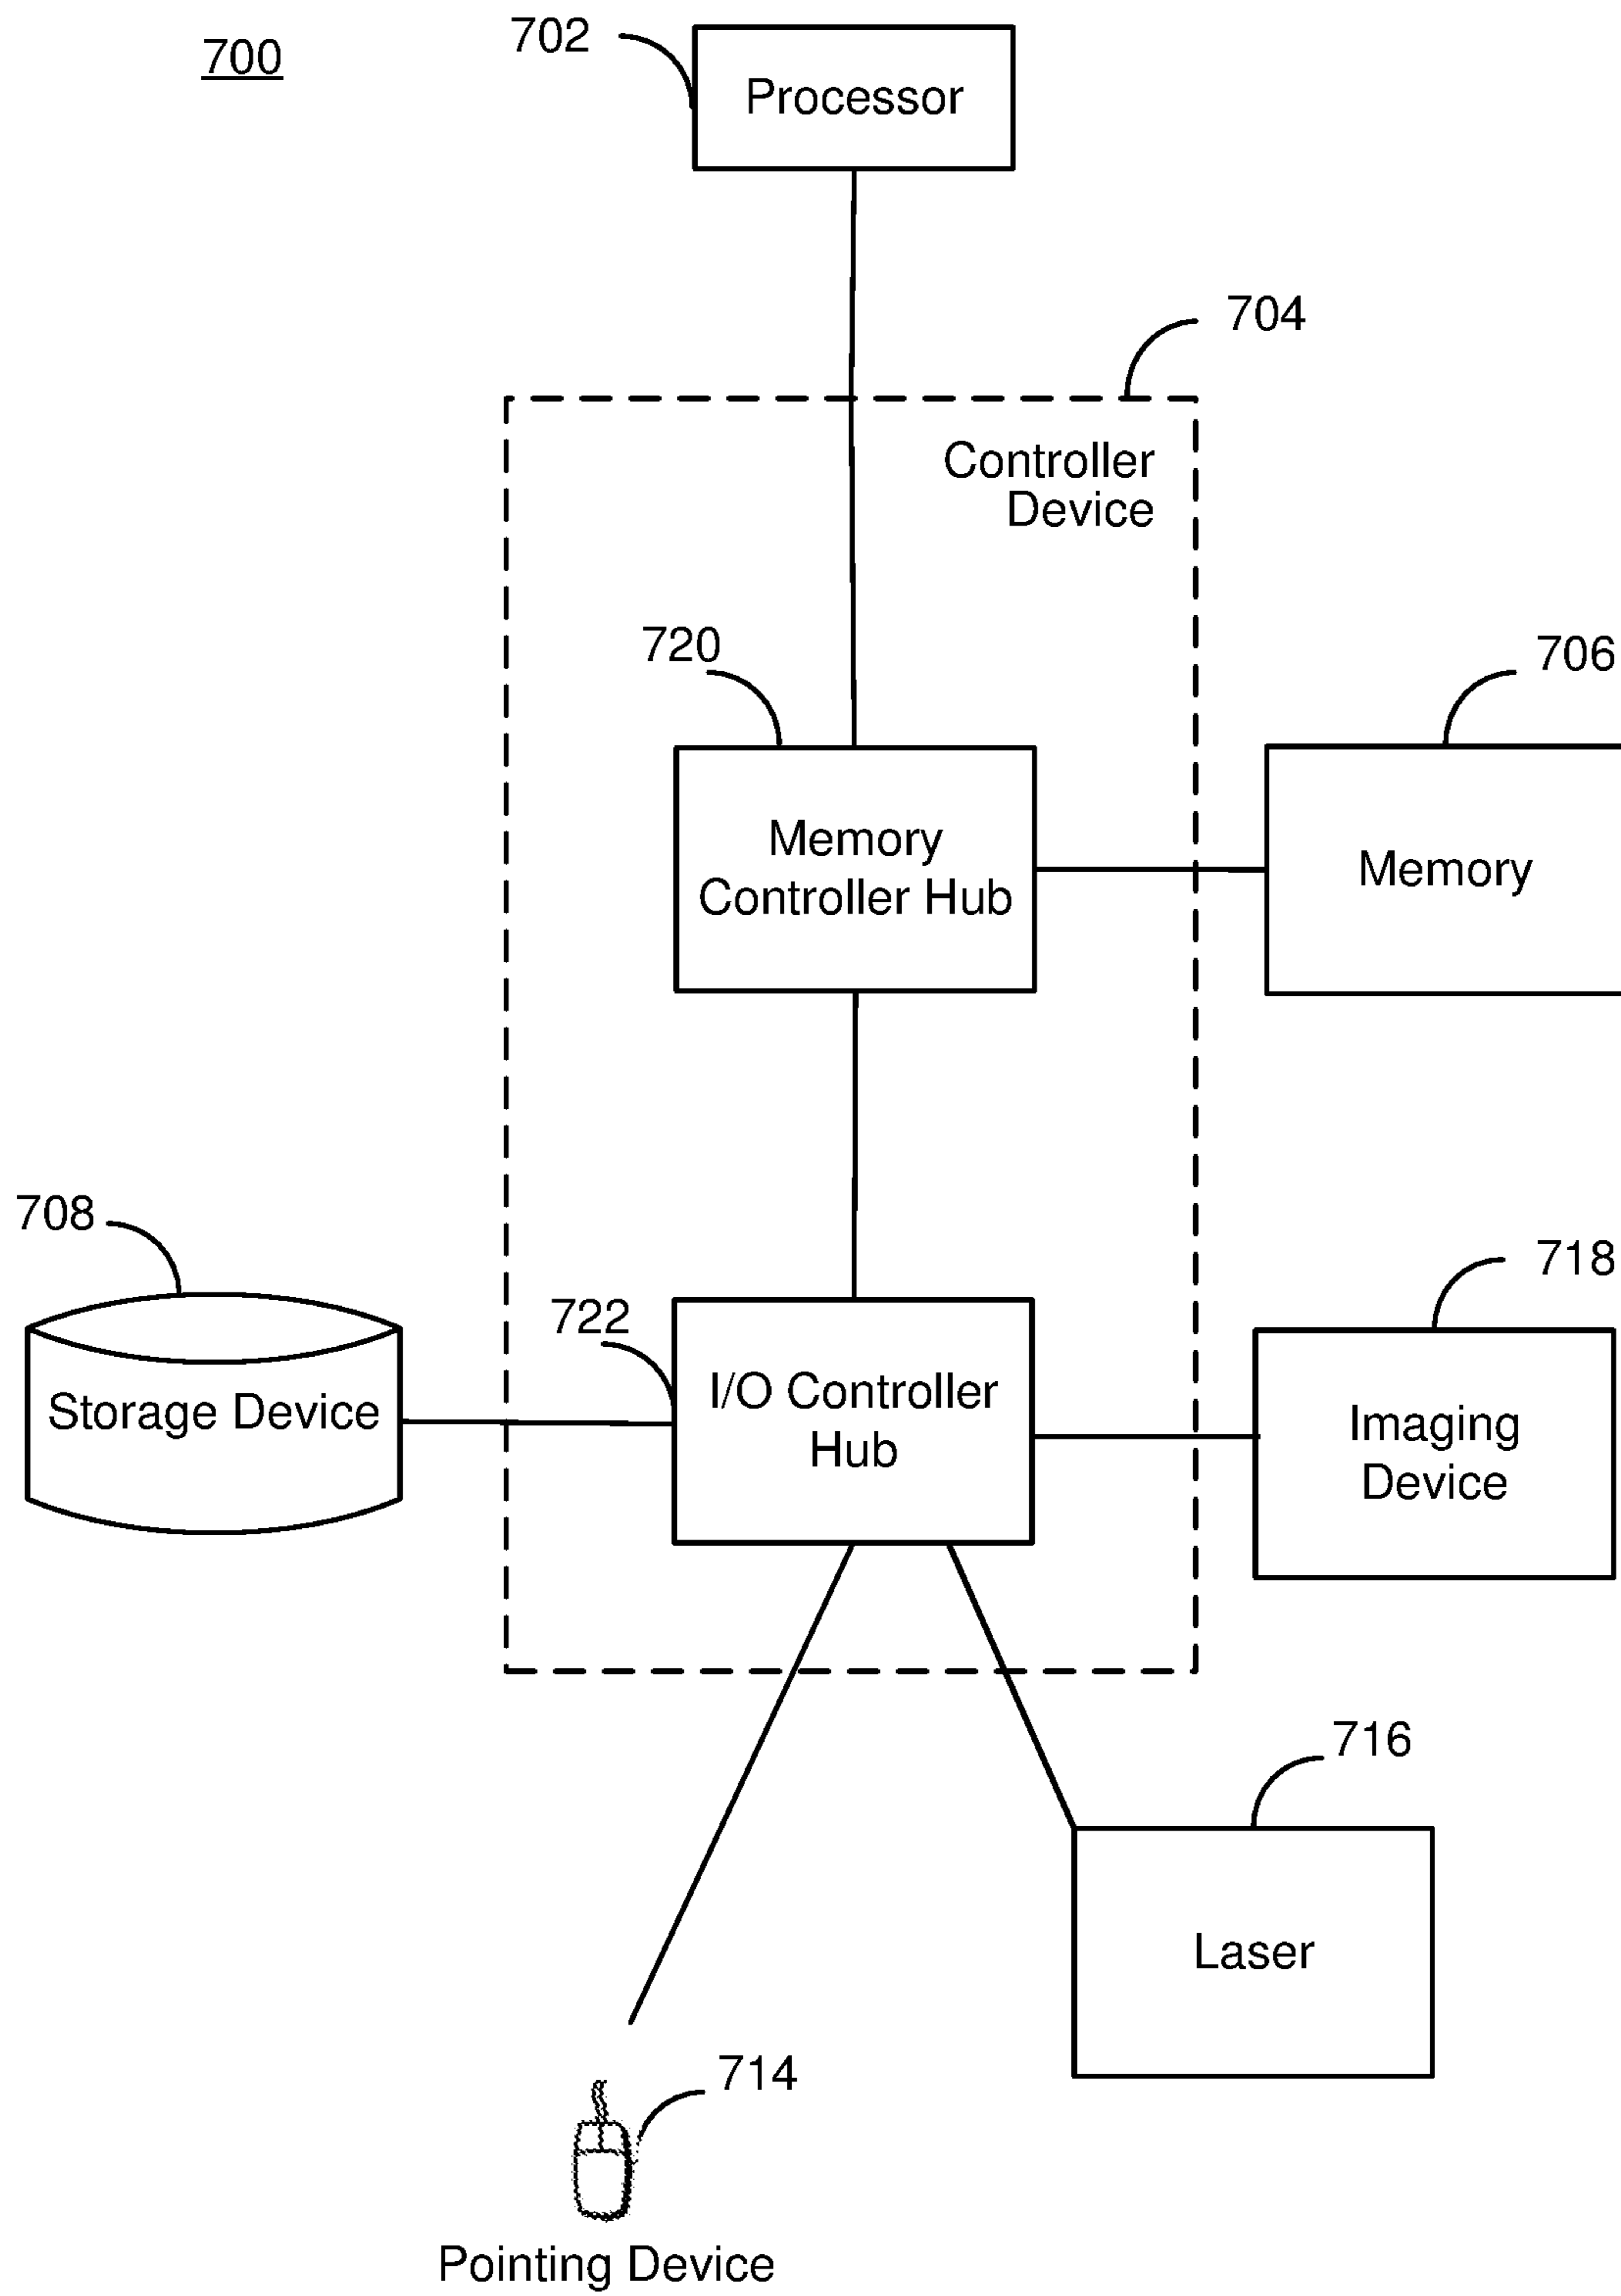 700
702
Processor
704
Controller
Device
720
706
Memory
Controller Hub
Memory
708
718
722
Storage Device
I/O Controller
Hub
Imaging
Device
716
Laser
714
Pointing Device